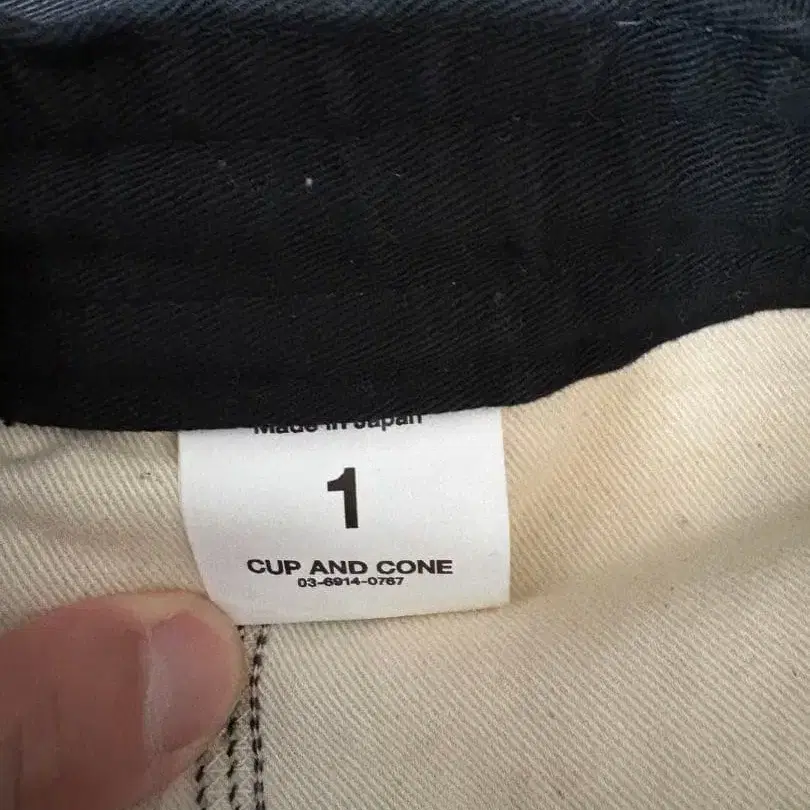 Made in Japan
1
CUP AND CONE
03-6914-0767